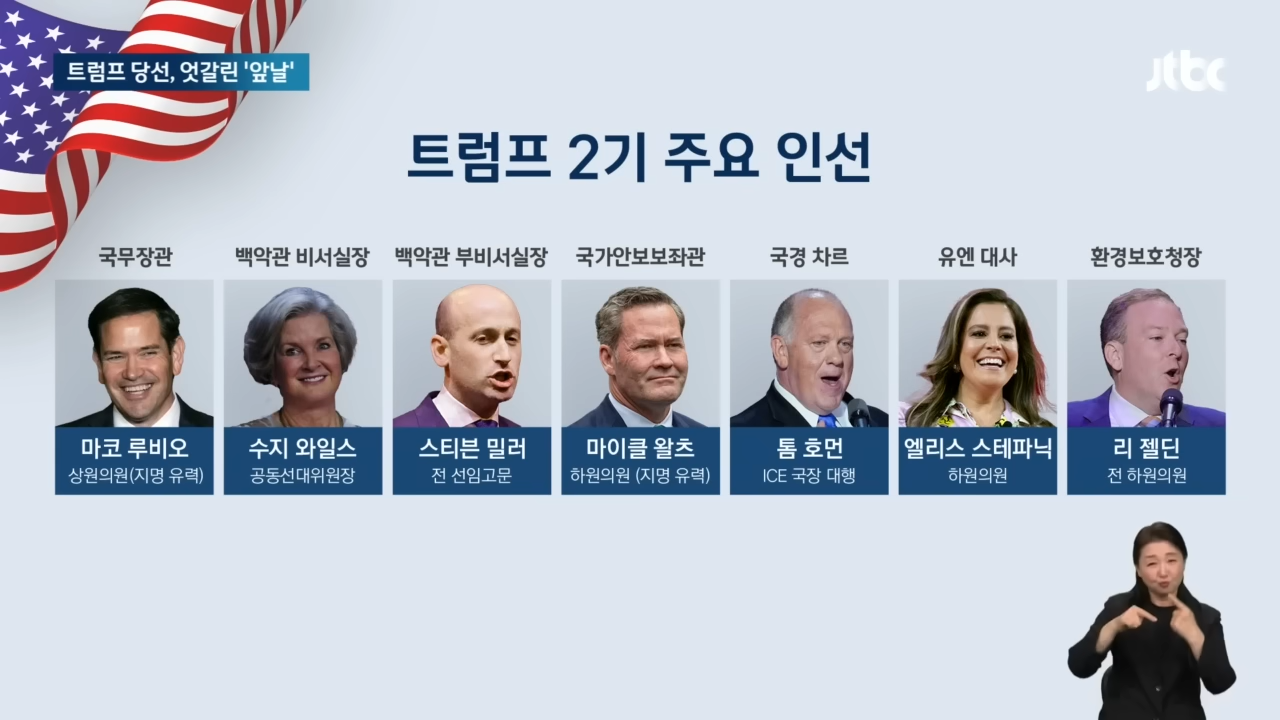 트럼프 당선, 엇갈린 '앞날'
jtbc
트럼프 2기 주요 인선
국무장관
백악관 비서실장
백악관 부비서실장
국가안보보좌관
국경 차르
유엔 대사
환경보호청장
마코 루비오
수지 와일스
스티븐 밀러
마이클 왈츠
톰 호먼
엘리스 스테파닉
리 젤딘
상원의원(지명 유력)
공동선대위원장
전 선임고문
하원의원 (지명 유력)
ICE 국장 대행
하원의원
전 하원의원